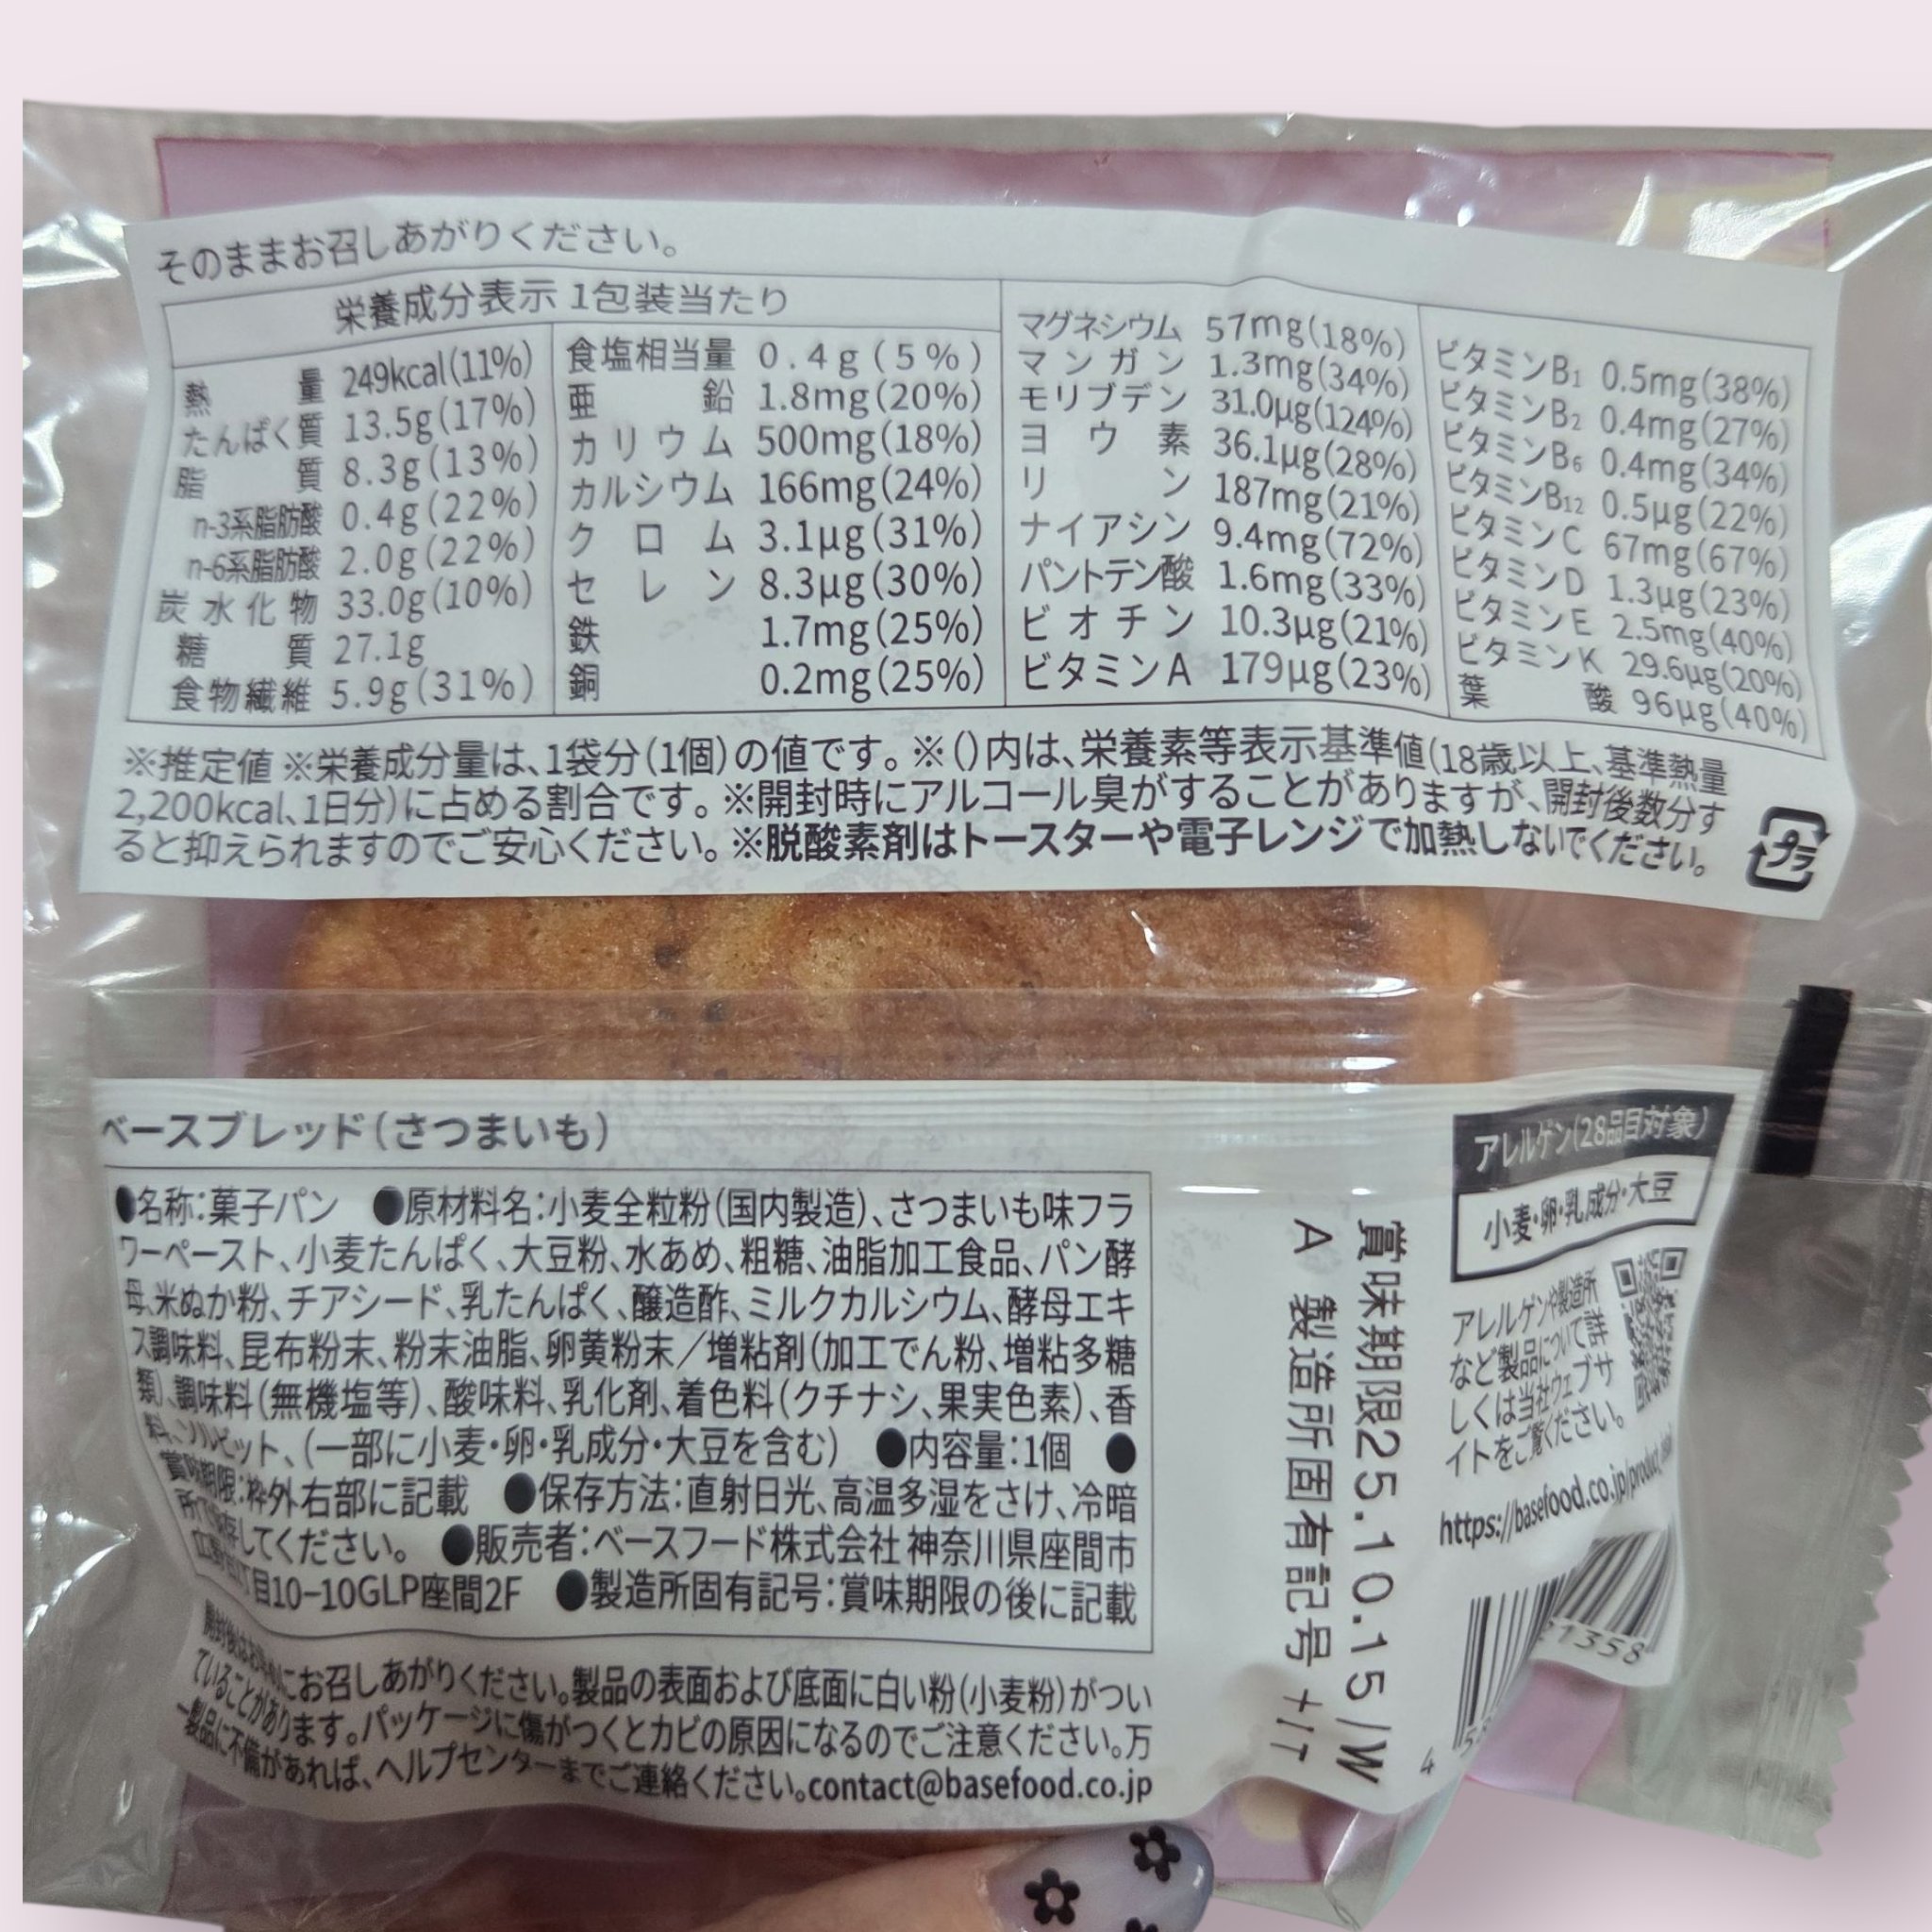 そのままお召しあがりください。
栄養成分表示 1包装当たり
熱量 249kcal(11%)
たんぱく質 13.5g(17%)
脂質 8.3g(13%)
n-3系脂肪酸 0.4g(22%)
n-6系脂肪酸 2.0g(22%)
炭水化物 33.0g(10%)
糖質 27.1g
食物繊維 5.9g(31%)
食塩相当量 0.4g(5%)
亜鉛 1.8mg(20%)
カリウム 500mg(18%)
カルシウム 166mg(24%)
クロム 3.1μg(31%)
セレン 8.3μg(30%)
鉄 1.7mg(25%)
銅 0.2mg(25%)
マグネシウム 57mg(18%)
マンガン 1.3mg(34%)
モリブデン 31.0μg(124%)
ヨウ素 36.1μg(28%)
リン 187mg(21%)
ナイアシン 9.4mg(72%)
パントテン酸 1.6mg(33%)
ビオチン 10.3μg(21%)
ビタミンA 179μg(23%)
ビタミンB1 0.5mg(38%)
ビタミンB2 0.4mg(27%)
ビタミンB6 0.4mg(34%)
ビタミンB12 0.5μg(22%)
ビタミンC 67mg(67%)
ビタミンD 1.3μg(23%)
ビタミンE 2.5mg(40%)
ビタミンK 29.6μg(20%)
葉酸 96μg(40%)
※推定値 ※栄養成分量は、1袋分(1個)の値です。※()内は、栄養素等表示基準値(18歳以上、基準熱量
2,200kcal、1日分)に占める割合です。※開封時にアルコール臭がすることがありますが、開封後数分す
ると抑えられますのでご安心ください。※脱酸素剤はトースターや電子レンジで加熱しないでください。
プラ
ベースブレッド(さつまいも)
●名称:菓子パン ●原材料名:小麦全粒粉(国内製造)、さつまいも味フラ
ワーペースト、小麦たんぱく、大豆粉、水あめ、粗糖、油脂加工食品、パン酵
母、米ぬか粉、チアシード、乳たんぱく、醸造酢、ミルクカルシウム、酵母エキ
ス調味料、昆布粉末、粉末油脂、卵黄粉末/増粘剤(加工でん粉、増粘多糖
類)、調味料(無機塩等)、酸味料、乳化剤、着色料(クチナシ、果実色素)、香
料、ソルビット、(一部に小麦・卵・乳成分・大豆を含む) ●内容量:1個 ●
賞味期限:枠外右部に記載 ●保存方法:直射日光、高温多湿をさけ、冷暗
所で保存してください。 ●販売者:ベースフード株式会社 神奈川県座間市
丁目10-10GLP座間2F ●製造所固有記号:賞味期限の後に記載
にお召しあがりください。製品の表面および底面に白い粉(小麦粉)がつい
ていることがあります。パッケージに傷がつくとカビの原因になるのでご注意ください。万
一製品に不備があれば、ヘルプセンターまでご連絡ください。contact@basefood.co.jp
賞味期限25.10.15/W
A 製造所固有記号 +IT
アレルゲン(28品目対象)
小麦・卵・乳成分・大豆
アレルゲンや製造所
など製品について詳
しくは当社ウェブサ
イトをご覧ください。
https://basefood.co.jp/product
4 5 1358